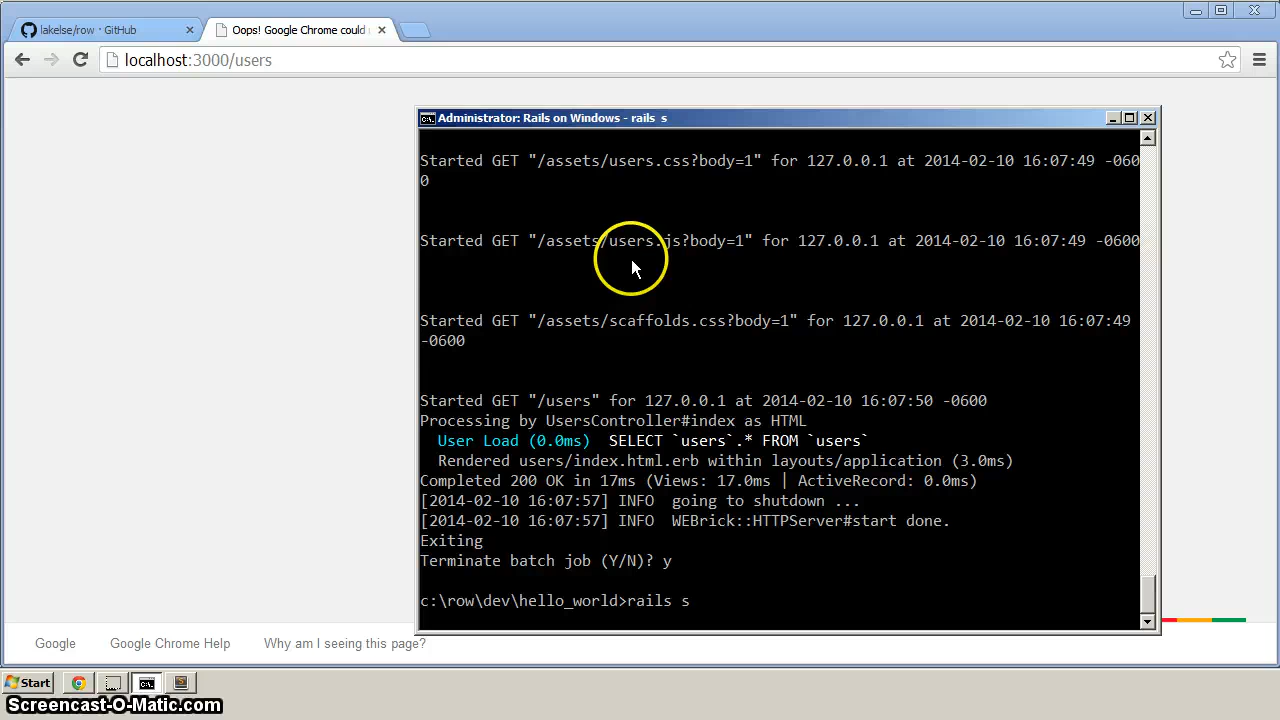 lakelse/row · GitHub
Oops! Google Chrome could
localhost:3000/users
Administrator: Rails on Windows - rails  s
Started GET "/assets/users.css?body=1" for 127.0.0.1 at 2014-02-10 16:07:49 -060
0
Started GET "/assets/users.js?body=1" for 127.0.0.1 at 2014-02-10 16:07:49 -0600
Started GET "/assets/scaffolds.css?body=1" for 127.0.0.1 at 2014-02-10 16:07:49
-0600
Started GET "/users" for 127.0.0.1 at 2014-02-10 16:07:50 -0600
Processing by UsersController#index as HTML
User Load (0.0ms)  SELECT `users`.* FROM `users`
Rendered users/index.html.erb within layouts/application (3.0ms)
Completed 200 OK in 17ms (Views: 17.0ms | ActiveRecord: 0.0ms)
[2014-02-10 16:07:57] INFO  going to shutdown ...
[2014-02-10 16:07:57] INFO  WEBrick::HTTPServer#start done.
Exiting
Terminate batch job (Y/N)? y
c:\row\dev\hello_world>rails s
Google
Google Chrome Help
Why am I seeing this page?
Start
Screencast-O-Matic.com